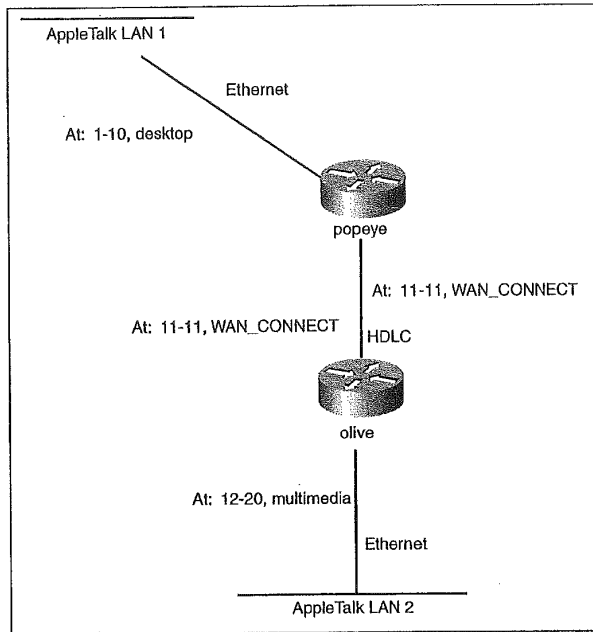 AppleTalk LAN 1
Ethernet
At: 1-10, desktop
popeye
At: 11-11, WAN_CONNECT
At: 11-11, WAN_CONNECT
HDLC
olive
At: 12-20, multimedia
Ethernet
AppleTalk LAN 2